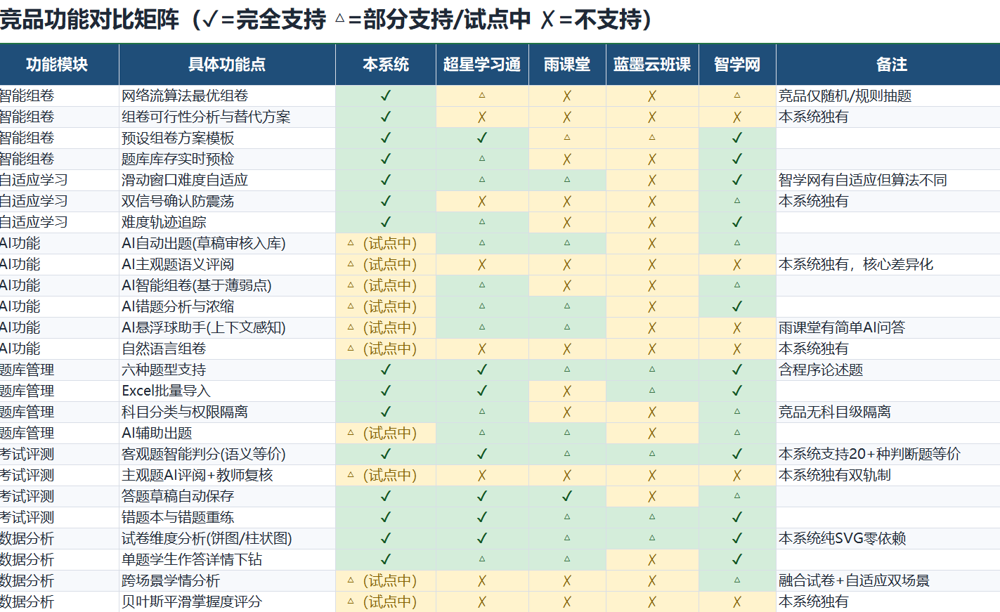 竞品功能对比矩阵（✓=完全支持 △=部分支持/试点中 ✗=不支持）
功能模块 具体功能点 本系统 超星学习通 雨课堂 蓝墨云班课 智学网 备注
智能组卷 网络流算法最优组卷 ✓ △ ✗ ✗ △ 竞品仅随机/规则抽题
智能组卷 组卷可行性分析与替代方案 ✓ ✗ ✗ ✗ ✗ 本系统独有
智能组卷 预设组卷方案模板 ✓ ✓ △ △ ✓
智能组卷 题库库存实时预检 ✓ △ ✗ ✗ ✓
自适应学习 滑动窗口难度自适应 ✓ △ △ ✗ ✓ 智学网有自适应但算法不同
自适应学习 双信号确认防震荡 ✓ ✗ ✗ ✗ △ 本系统独有
自适应学习 难度轨迹追踪 ✓ △ ✗ ✗ ✓
AI功能 AI自动出题(草稿审核入库) △（试点中） △ △ ✗ △
AI功能 AI主观题语义评阅 △（试点中） ✗ ✗ ✗ ✗ 本系统独有，核心差异化
AI功能 AI智能组卷(基于薄弱点) △（试点中） △ ✗ ✗ △
AI功能 AI错题分析与浓缩 △（试点中） △ △ ✗ ✓
AI功能 AI悬浮球助手(上下文感知) △（试点中） △ △ ✗ ✗ 雨课堂有简单AI问答
AI功能 自然语言组卷 △（试点中） ✗ ✗ ✗ ✗ 本系统独有
题库管理 六种题型支持 ✓ ✓ △ △ ✓ 含程序论述题
题库管理 Excel批量导入 ✓ ✓ ✗ △ ✓
题库管理 科目分类与权限隔离 ✓ △ ✗ ✗ △ 竞品无科目级隔离
题库管理 AI辅助出题 △（试点中） △ △ ✗ △
考试评测 客观题智能判分(语义等价) ✓ ✓ △ △ ✓ 本系统支持20+种判断题等价
考试评测 主观题AI评阅+教师复核 △（试点中） ✗ ✗ ✗ ✗ 本系统独有双轨制
考试评测 答题草稿自动保存 ✓ ✓ ✓ ✗ △
考试评测 错题本与错题重练 ✓ ✓ △ △ ✓
数据分析 试卷维度分析(饼图/柱状图) ✓ ✓ △ △ ✓ 本系统纯SVG零依赖
数据分析 单题学生作答详情下钻 ✓ △ △ ✗ ✓
数据分析 跨场景学情分析 △（试点中） ✗ ✗ ✗ △ 融合试卷+自适应双场景
数据分析 贝叶斯平滑掌握度评分 △（试点中） ✗ ✗ ✗ ✗ 本系统独有